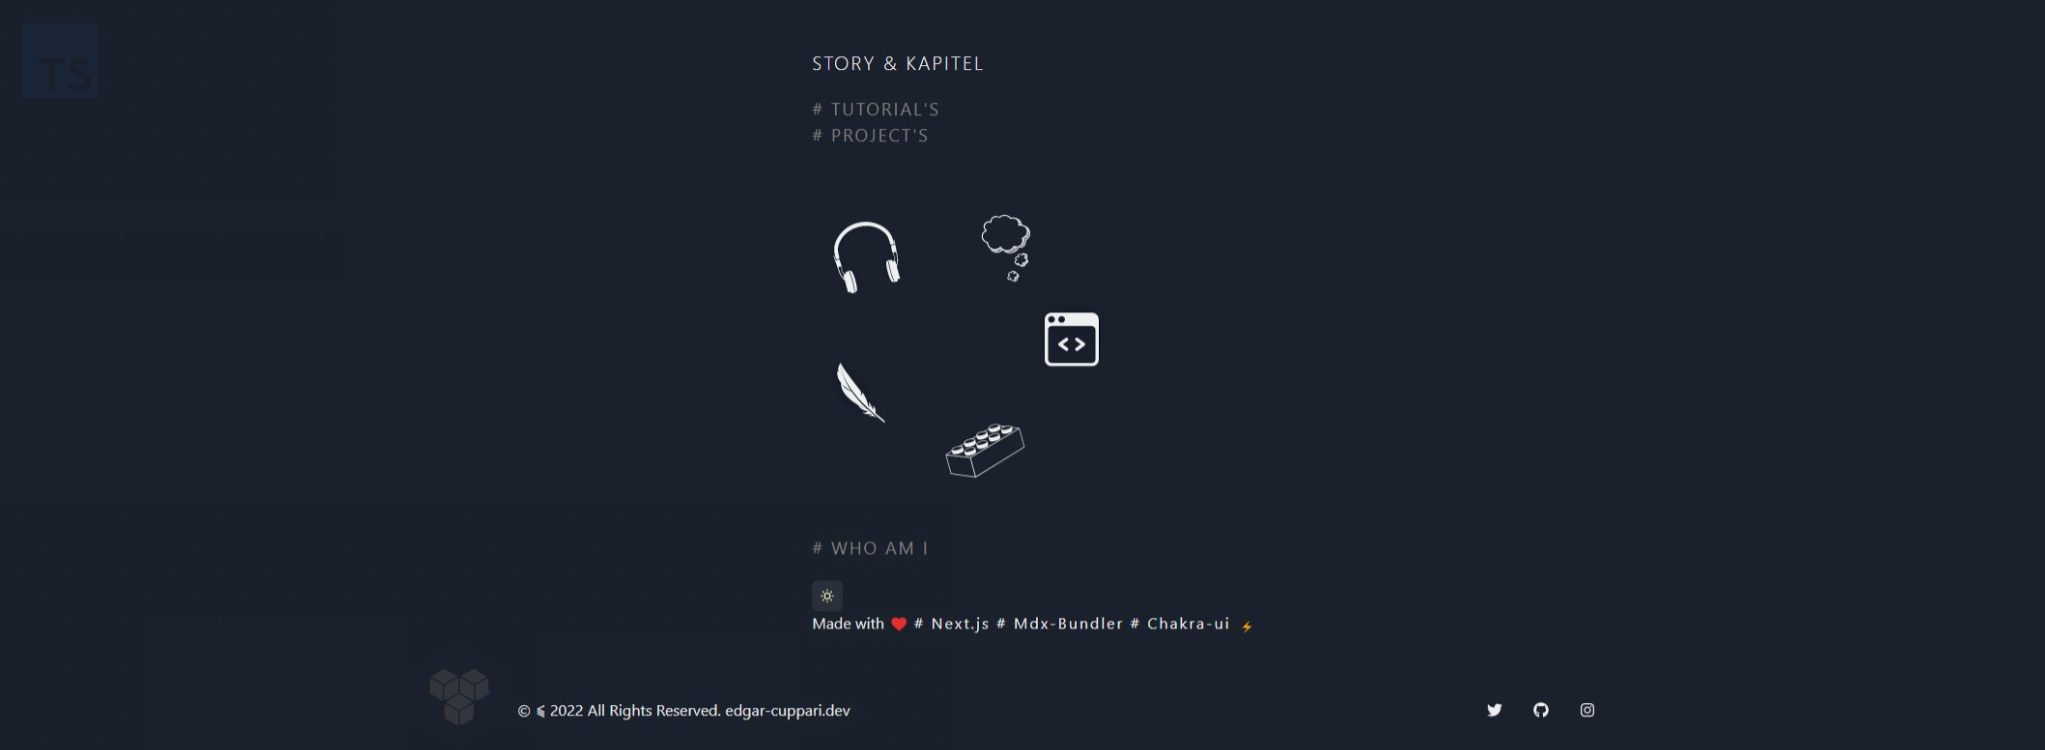 TS
STORY & KAPITEL
# TUTORIAL'S
# PROJECT'S
<>
# WHO AM I
Made with ❤️ # Next.js # Mdx-Bundler # Chakra-ui ⚡
© 2022 All Rights Reserved. edgar-cuppari.dev